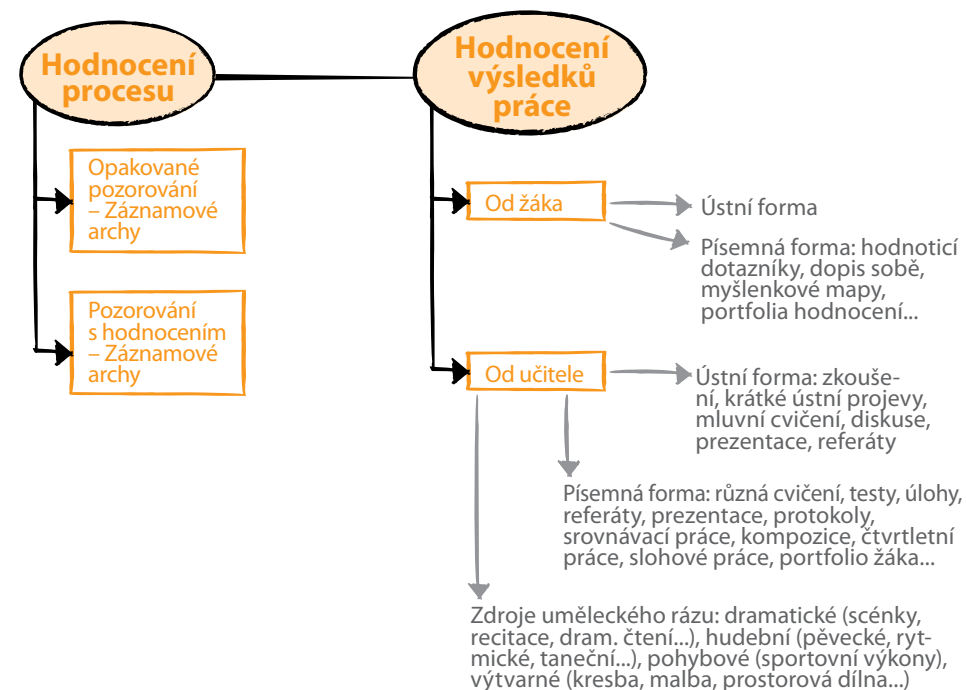 Hodnocení
procesu
Hodnocení
výsledků
práce
Opakované
pozorování
– Záznamové
archy
Pozorování
s hodnocením
– Záznamové
archy
Od žáka
Ústní forma
Písemná forma: hodnoticí
dotazníky, dopis sobě,
myšlenkové mapy,
portfolia hodnocení...
Od učitele
Ústní forma: zkouše-
ní, krátké ústní projevy,
mluvní cvičení, diskuse,
prezentace, referáty
Písemná forma: různá cvičení, testy, úlohy,
referáty, prezentace, protokoly,
srovnávací práce, kompozice, čtvrtletní
práce, slohové práce, portfolio žáka...
Zdroje uměleckého rázu: dramatické (scénky,
recitace, dram. čtení...), hudební (pěvecké, ryt-
mické, taneční...), pohybové (sportovní výkony),
výtvarné (kresba, malba, prostorová dílna...)